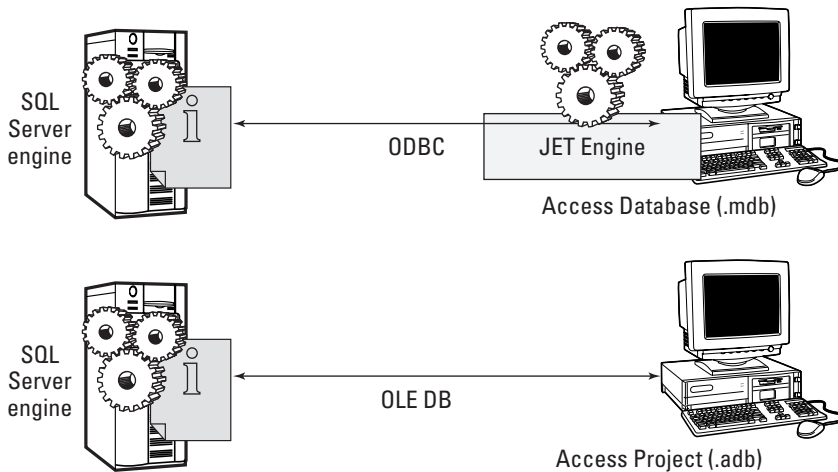 SQL
Server
engine
i
ODBC
JET Engine
Access Database (.mdb)
SQL
Server
engine
i
OLE DB
Access Project (.adb)